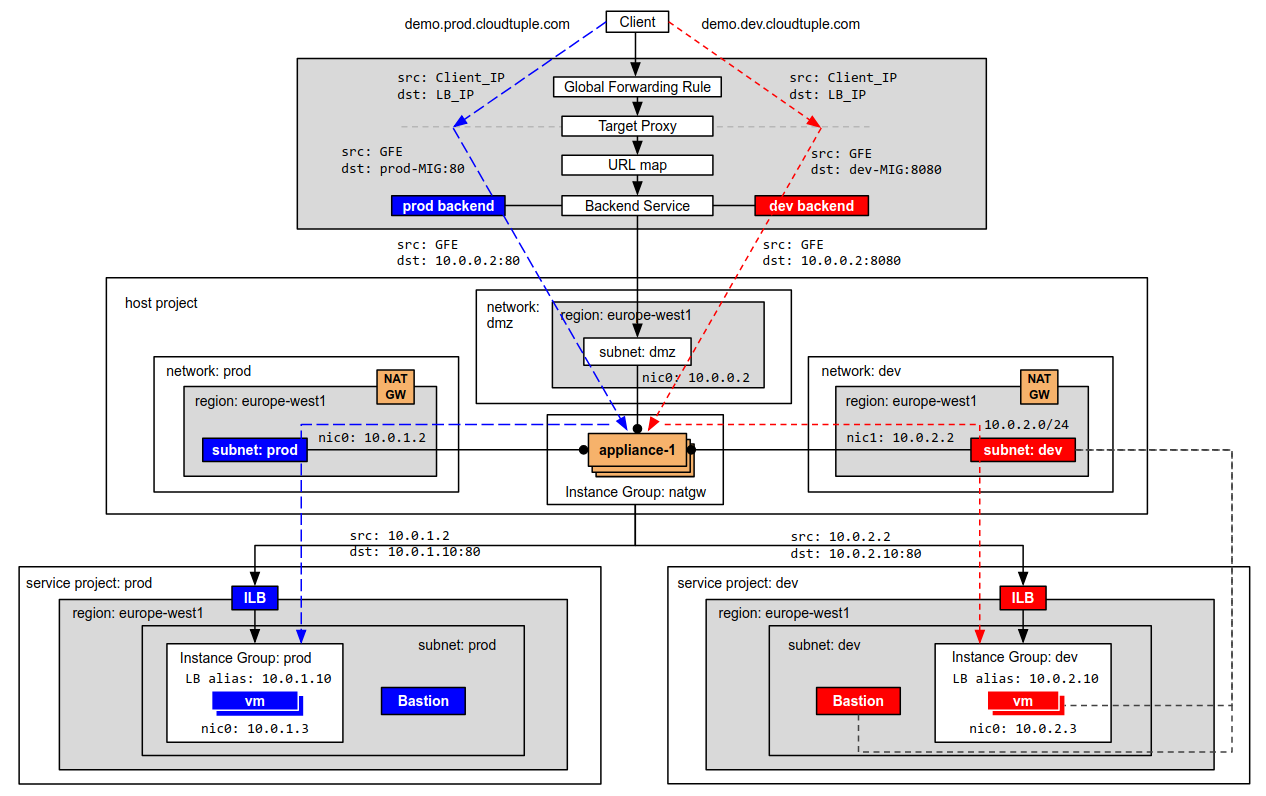 demo.prod.cloudtuple.com
Client
demo.dev.cloudtuple.com
src: Client_IP
dst: LB_IP
Global Forwarding Rule
src: Client_IP
dst: LB_IP
Target Proxy
src: GFE
dst: prod-MIG:80
URL map
src: GFE
dst: dev-MIG:8080
prod backend
Backend Service
dev backend
src: GFE
dst: 10.0.0.2:80
src: GFE
dst: 10.0.0.2:8080
host project
network:
dmz
region: europe-west1
subnet: dmz
nic0: 10.0.0.2
network: prod
NAT
GW
region: europe-west1
nic0: 10.0.1.2
subnet: prod
network: dev
NAT
GW
region: europe-west1
10.0.2.0/24
nic1: 10.0.2.2
subnet: dev
appliance-1
Instance Group: natgw
src: 10.0.1.2
dst: 10.0.1.10:80
src: 10.0.2.2
dst: 10.0.2.10:80
service project: prod
ILB
region: europe-west1
subnet: prod
Instance Group: prod
LB alias: 10.0.1.10
vm
nic0: 10.0.1.3
Bastion
service project: dev
ILB
region: europe-west1
subnet: dev
Instance Group: dev
LB alias: 10.0.2.10
Bastion
vm
nic0: 10.0.2.3